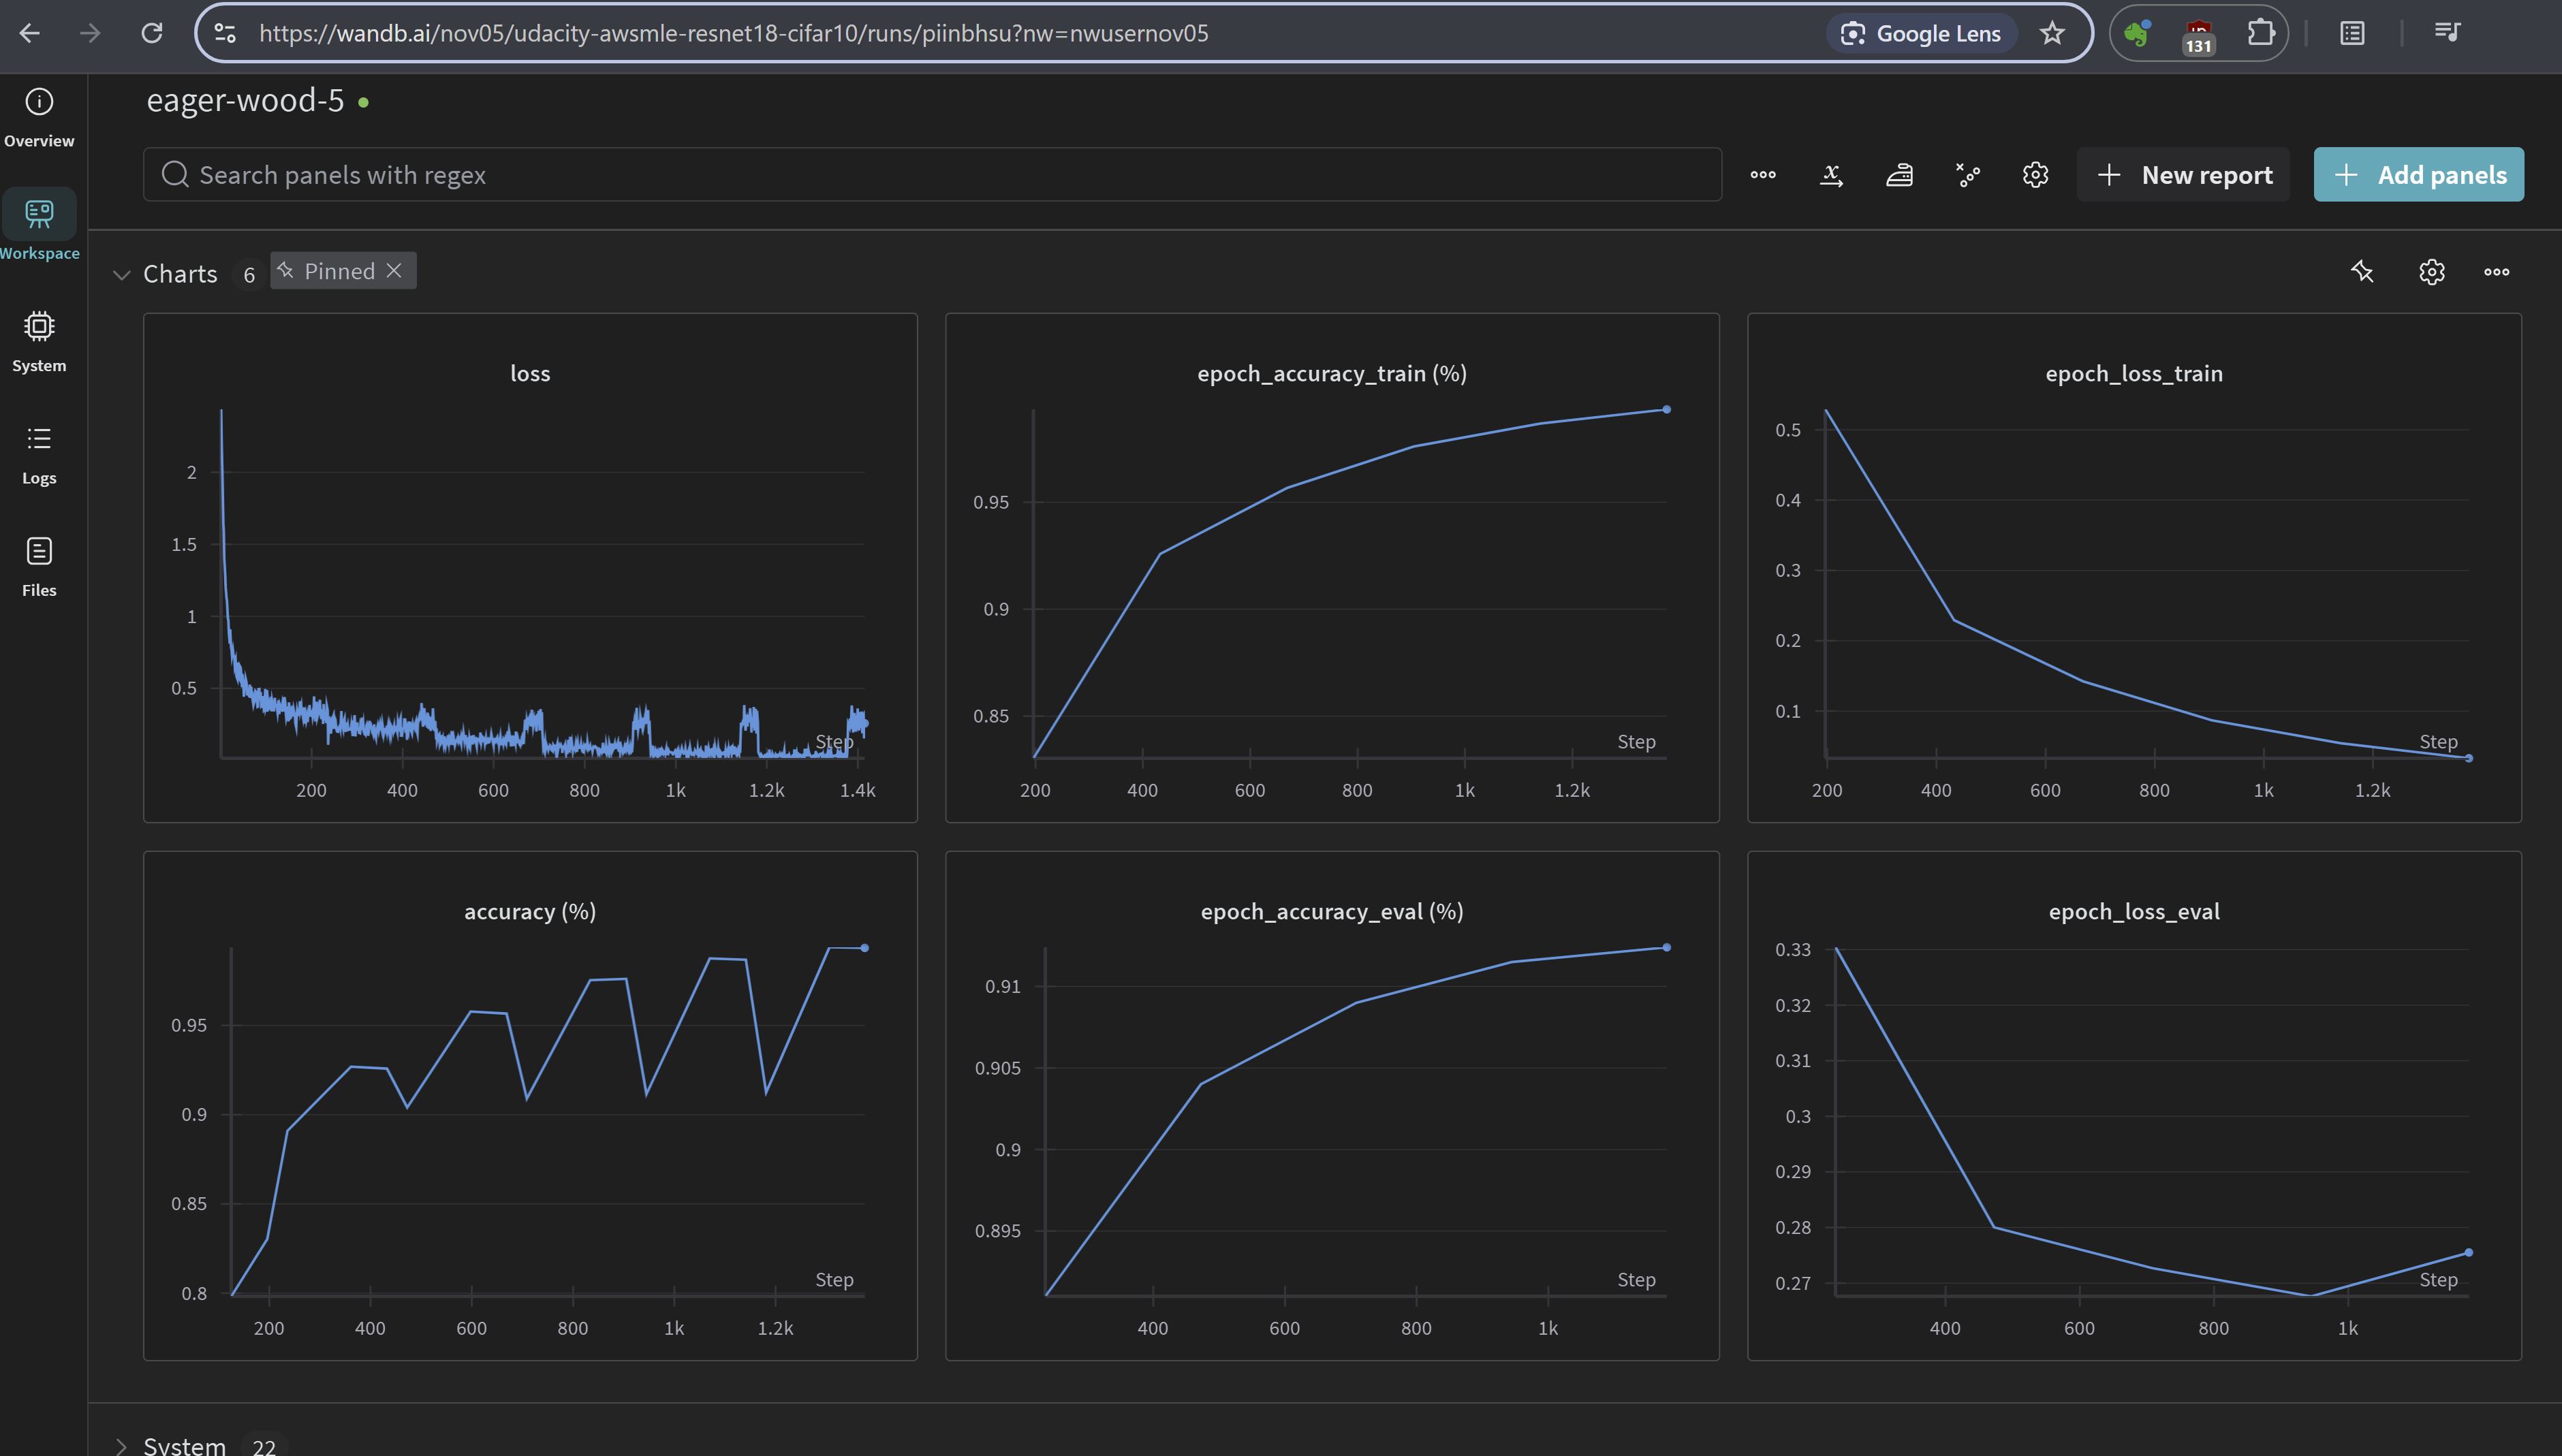 https://wandb.ai/nov05/udacity-awsmle-resnet18-cifar10/runs/piinbhsu?nw=nwusernov05
Google Lens
131
eager-wood-5
Overview
Search panels with regex
New report
Add panels
Workspace
Charts 6 Pinned
System
Logs
Files
loss
2
1.5
1
0.5
Step
200 400 600 800 1k 1.2k 1.4k
epoch_accuracy_train (%)
0.95
0.9
0.85
Step
200 400 600 800 1k 1.2k
epoch_loss_train
0.5
0.4
0.3
0.2
0.1
Step
200 400 600 800 1k 1.2k
accuracy (%)
0.95
0.9
0.85
0.8
Step
200 400 600 800 1k 1.2k
epoch_accuracy_eval (%)
0.91
0.905
0.9
0.895
Step
400 600 800 1k
epoch_loss_eval
0.33
0.32
0.31
0.3
0.29
0.28
0.27
Step
400 600 800 1k
System 22